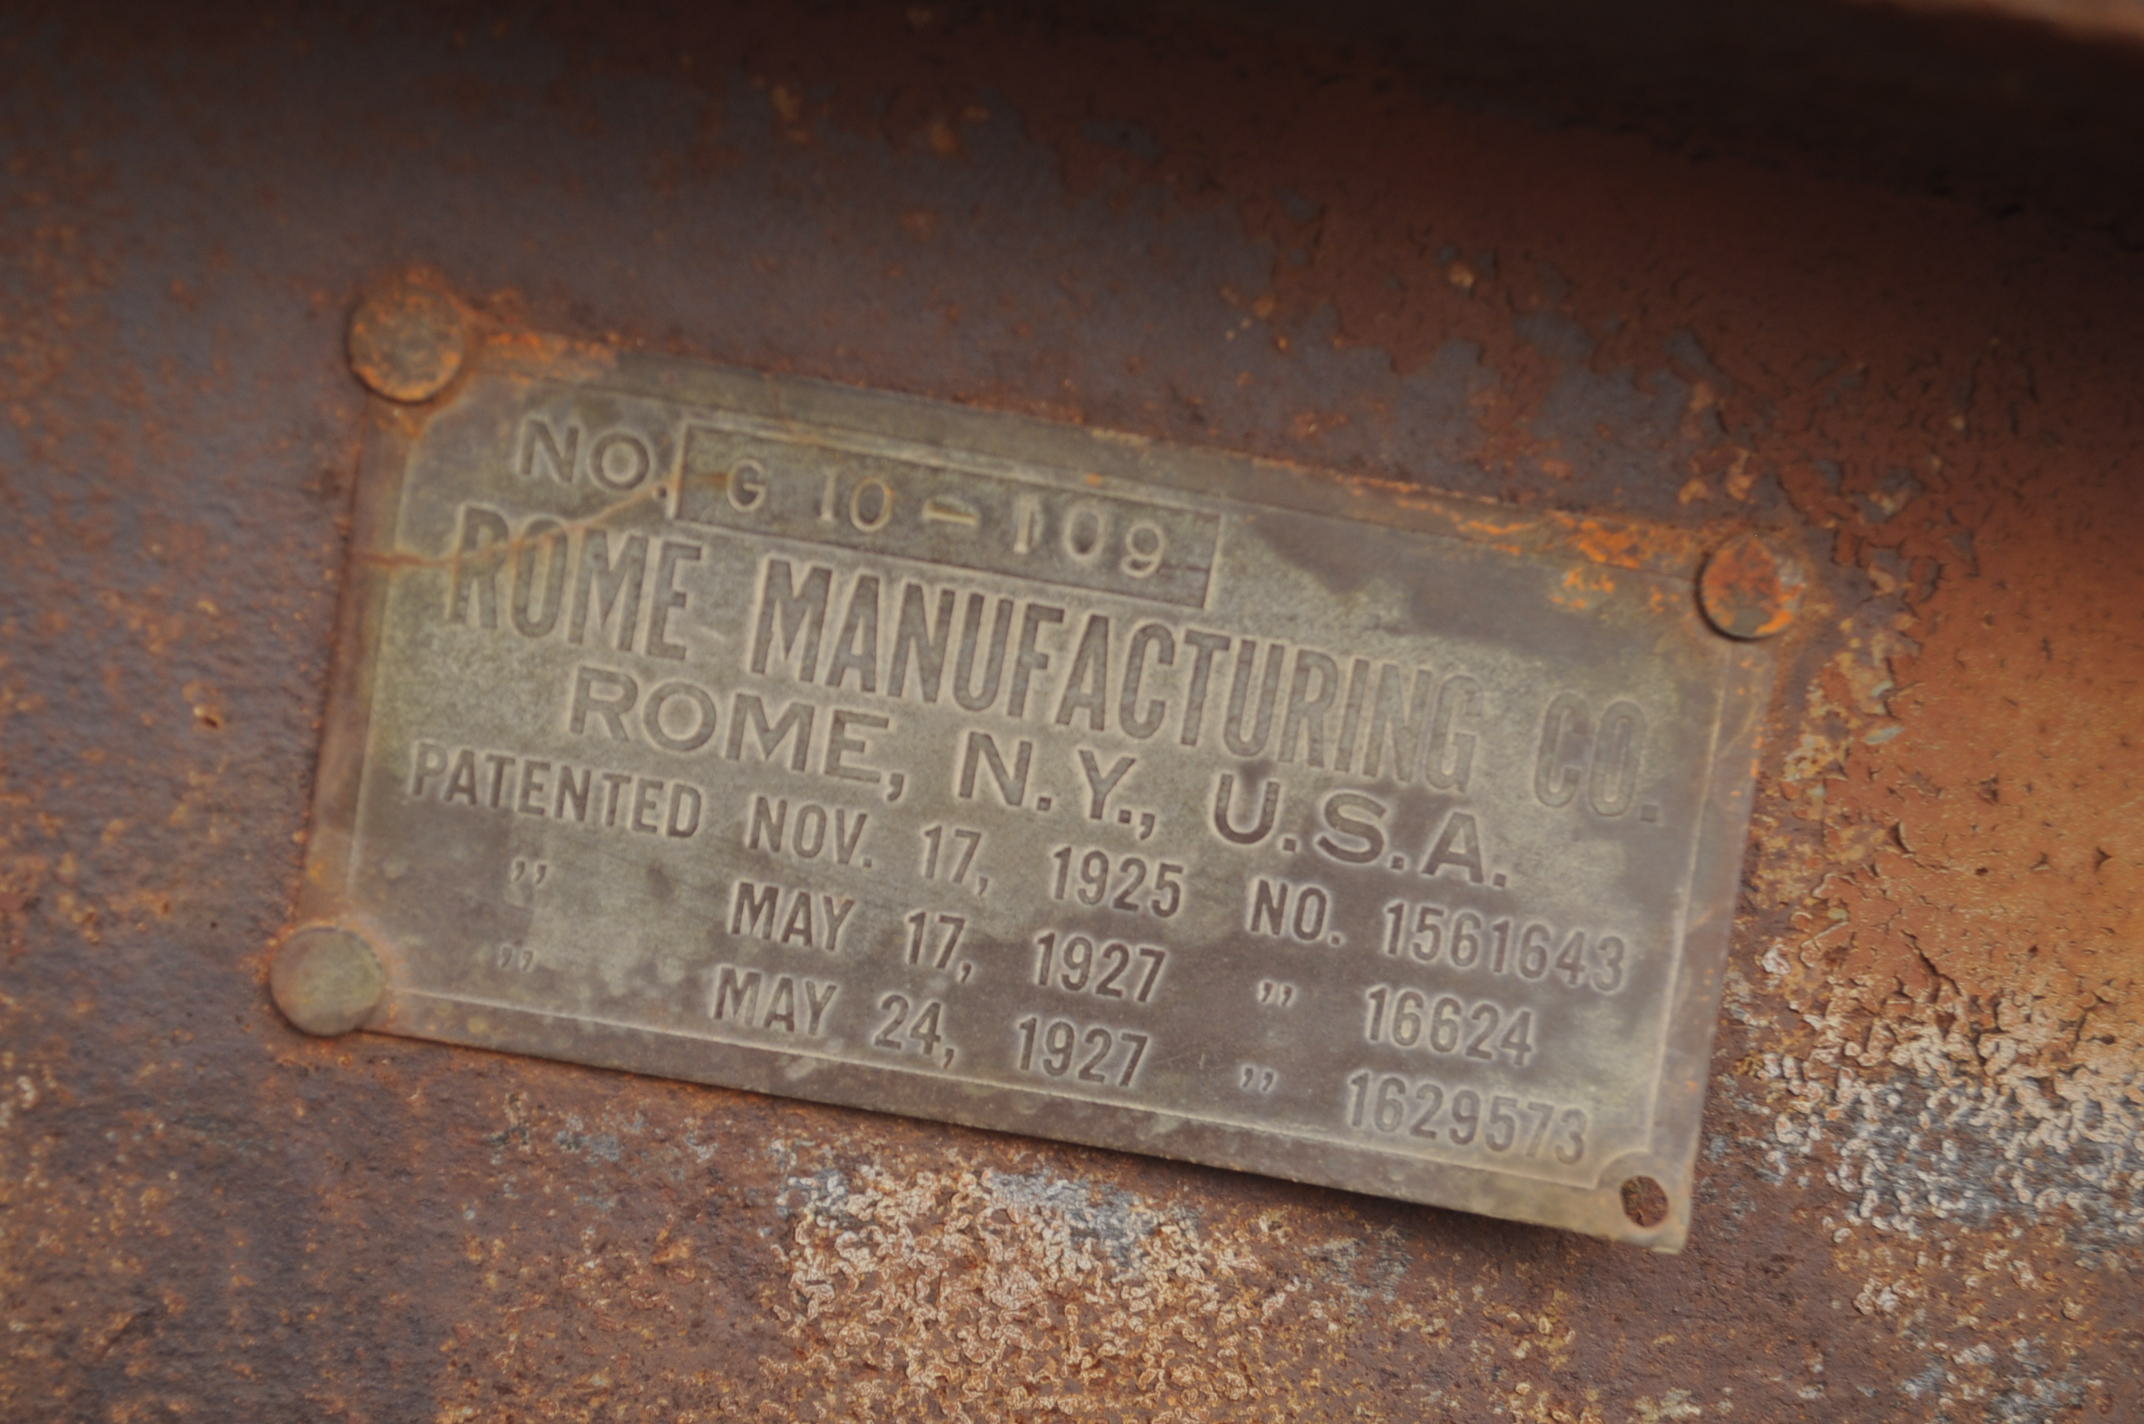 NO. G 10 - 109
ROME MANUFACTURING CO.
ROME, N.Y., U.S.A.
PATENTED NOV. 17, 1925 NO. 1561643
,, MAY 17, 1927 ,, 16624
,, MAY 24, 1927 ,, 1629573